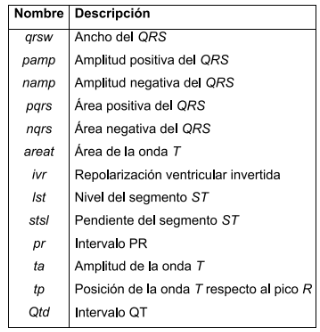 Nombre Descripción
qrsw Ancho del QRS
pamp Amplitud positiva del QRS
namp Amplitud negativa del QRS
pqrs Área positiva del QRS
nqrs Área negativa del QRS
areat Área de la onda T
ivr Repolarización ventricular invertida
lst Nivel del segmento ST
stsl Pendiente del segmento ST
pr Intervalo PR
ta Amplitud de la onda T
tp Posición de la onda T respecto al pico R
Qtd Intervalo QT